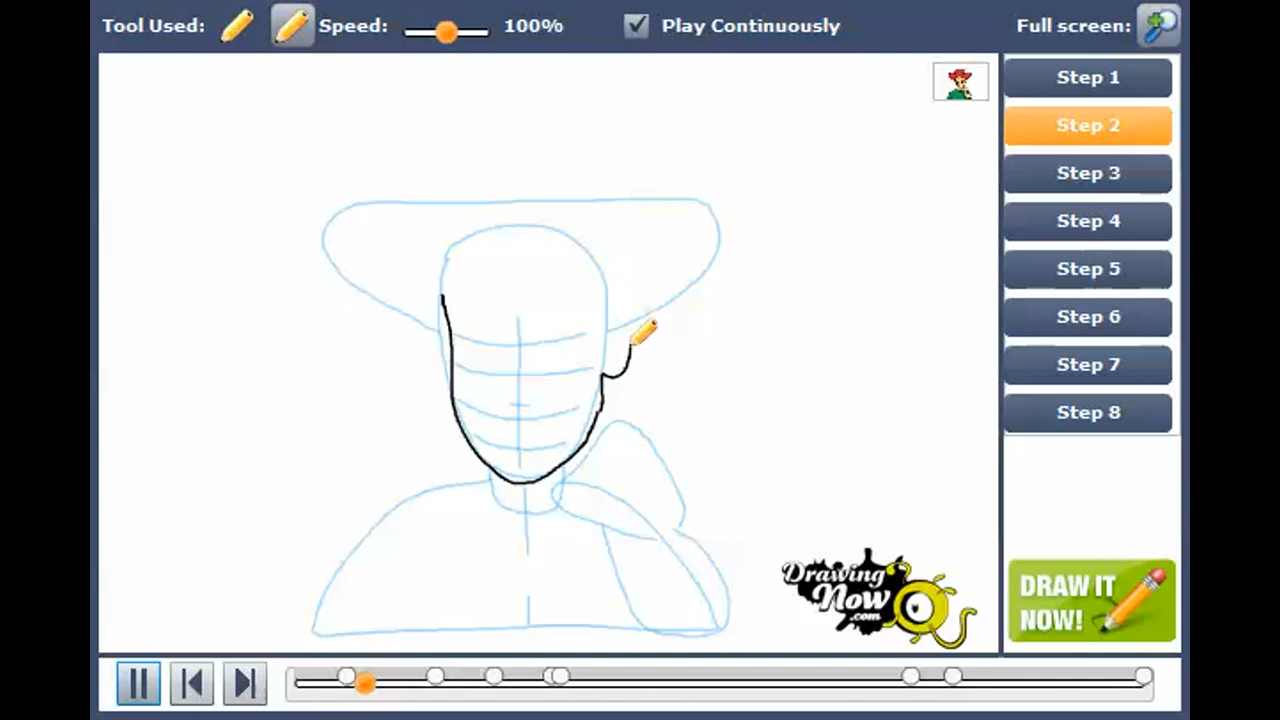 Tool Used:
Speed:
100%
Play Continuously
Full screen:
Step 1
Step 2
Step 3
Step 4
Step 5
Step 6
Step 7
Step 8
Drawing
Now
.com
DRAW IT
NOW!